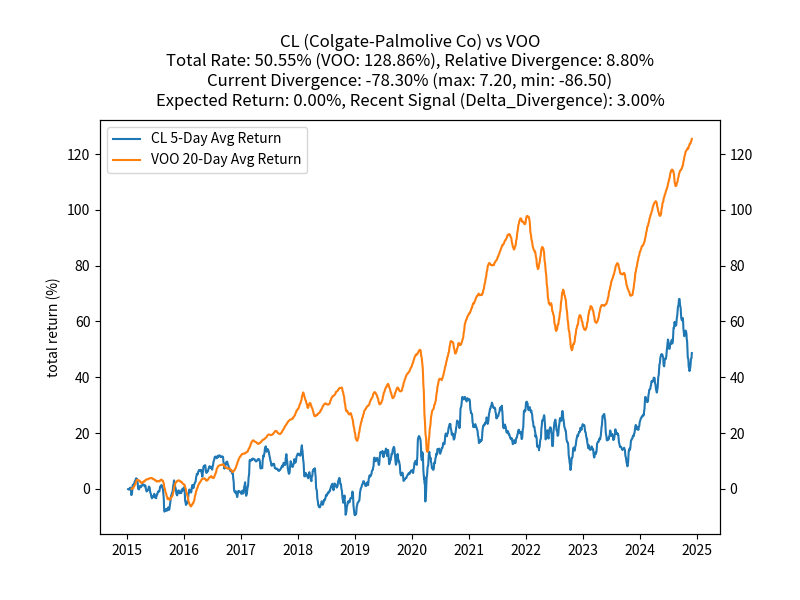 CL (Colgate-Palmolive Co) vs VOO
Total Rate: 50.55% (VOO: 128.86%), Relative Divergence: 8.80%
Current Divergence: -78.30% (max: 7.20, min: -86.50)
Expected Return: 0.00%, Recent Signal (Delta_Divergence): 3.00%
CL 5-Day Avg Return
VOO 20-Day Avg Return
total return (%)
120 120
100 100
80 80
60 60
40 40
20 20
0 0
2015 2016 2017 2018 2019 2020 2021 2022 2023 2024 2025